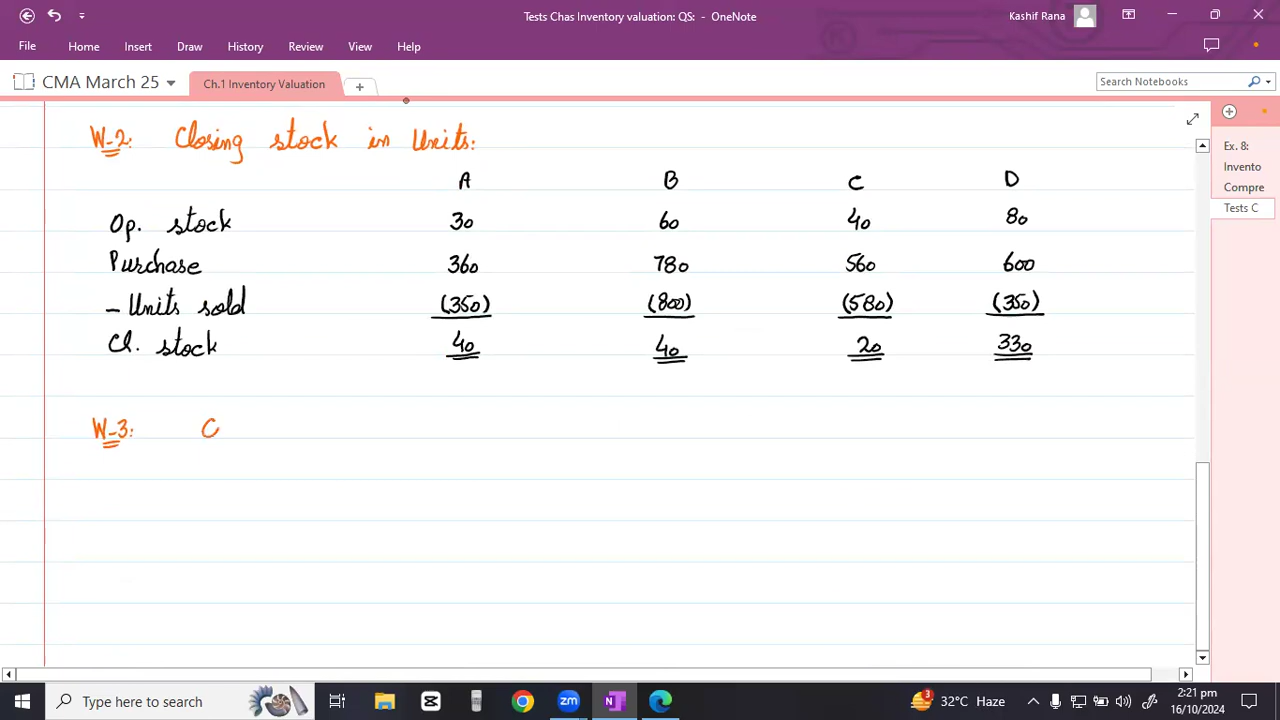 Tests Chas Inventory valuation: QS: - OneNote
Kashif Rana
File Home Insert Draw History Review View Help
CMA March 25
Ch.1 Inventory Valuation
Search Notebooks
W-2: Closing stock in Units:
A B C D
Op. stock 30 60 40 80
Purchase 360 780 560 600
- Units sold (350) (800) (580) (350)
Cl. stock 40 40 20 330
W-3: C
Ex. 8:
Invento
Compre
Tests C
Type here to search
3
32°C Haze
2:21 pm
16/10/2024